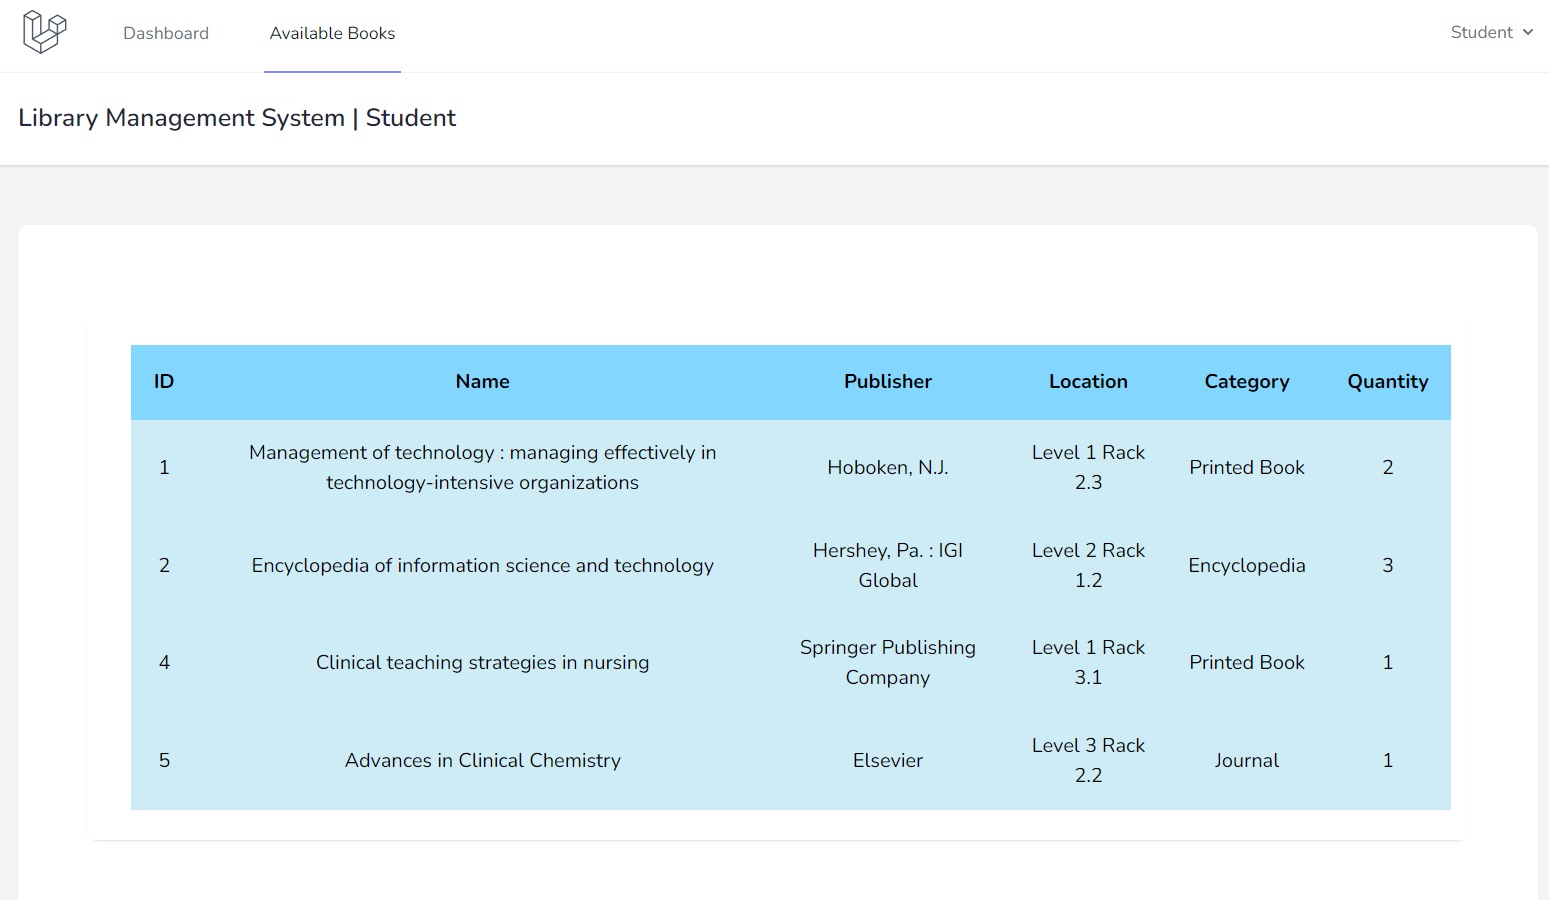 Dashboard Available Books Student
Library Management System | Student
ID Name Publisher Location Category Quantity
1 Management of technology : managing effectively in technology-intensive organizations Hoboken, N.J. Level 1 Rack 2.3 Printed Book 2
2 Encyclopedia of information science and technology Hershey, Pa. : IGI Global Level 2 Rack 1.2 Encyclopedia 3
4 Clinical teaching strategies in nursing Springer Publishing Company Level 1 Rack 3.1 Printed Book 1
5 Advances in Clinical Chemistry Elsevier Level 3 Rack 2.2 Journal 1